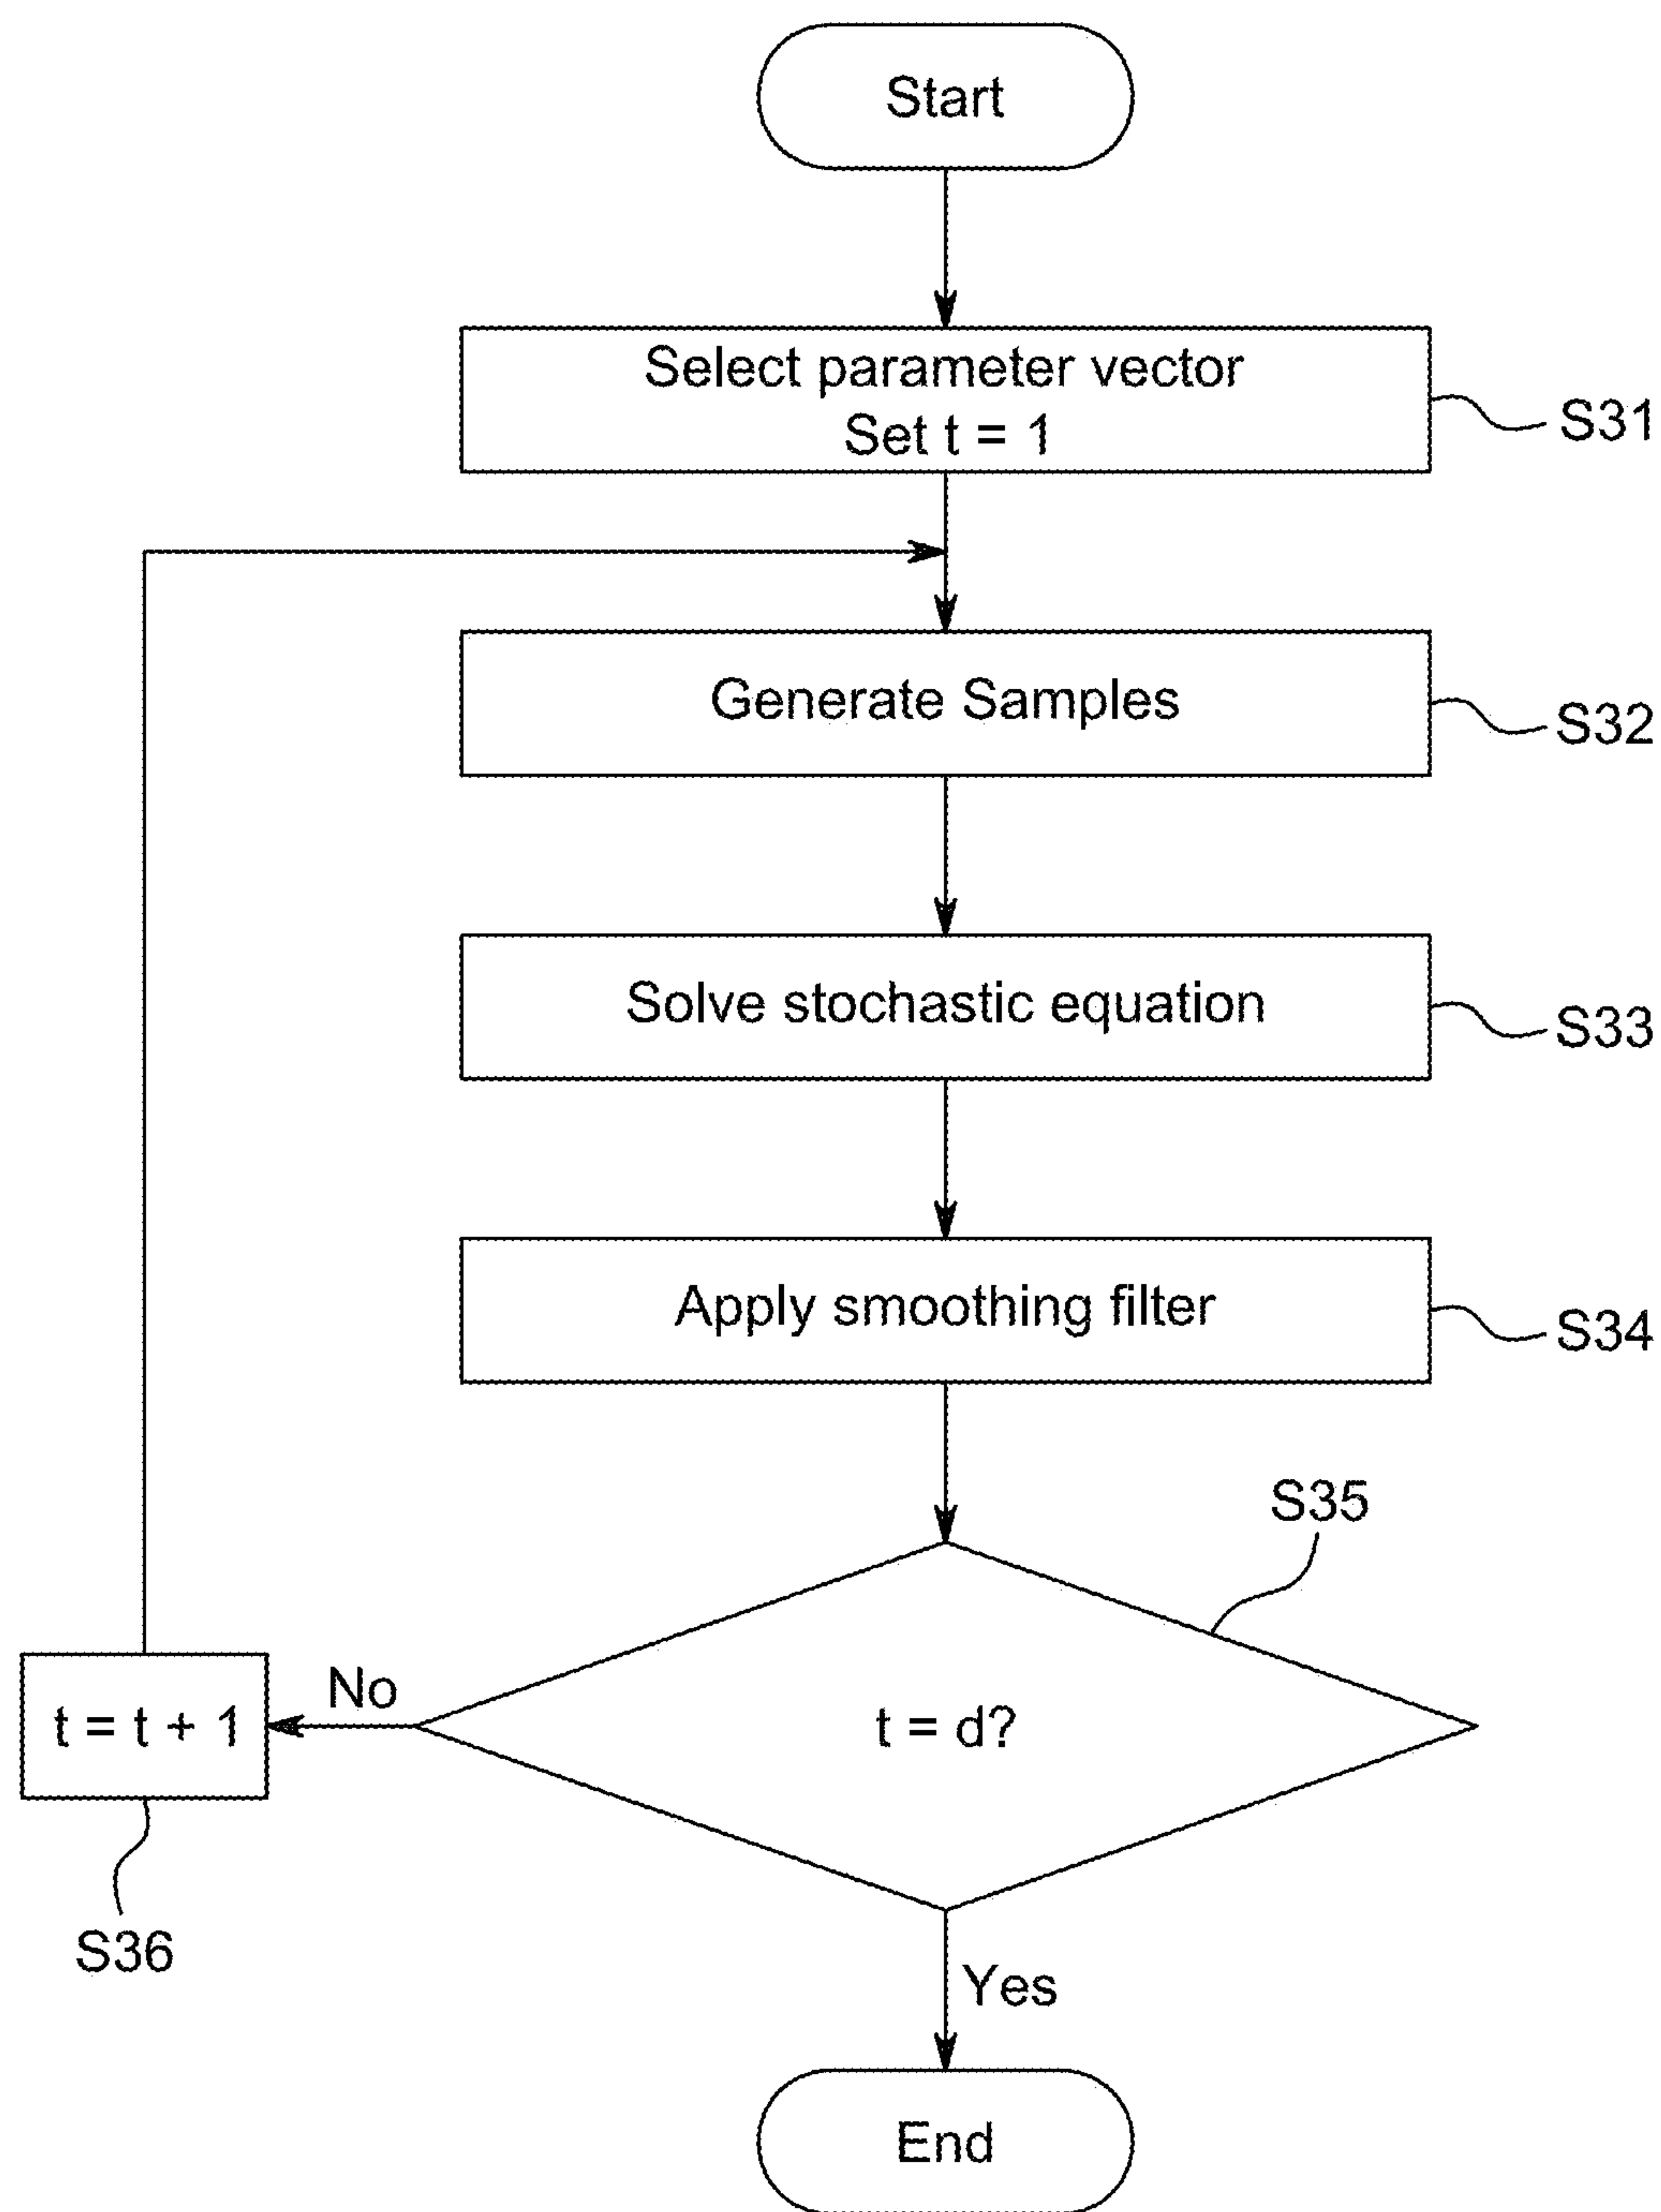 Start
Select parameter vector
Set t = 1
S31
Generate Samples
S32
Solve stochastic equation
S33
Apply smoothing filter
S34
S35
t = d?
No
t = t + 1
S36
Yes
End